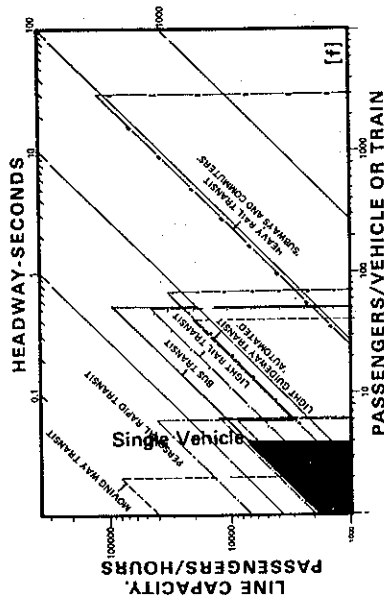 HEADWAY-SECONDS
0.1 1 10 100
1000
LINE CAPACITY.
PASSENGERS/HOURS
100000
10000
1000
MOVING WAY TRANSIT
RAIL RAPID TRANSIT
Single Vehicle
BUS TRANSIT
LIGHT RAIL TRANSIT
LIGHT GUIDEWAY TRANSIT
'AUTOMATED'
HEAVY RAIL TRANSIT
'SUBWAYS AND COMMUTERS'
[f]
10 100 1000
PASSENGERS/VEHICLE OR TRAIN